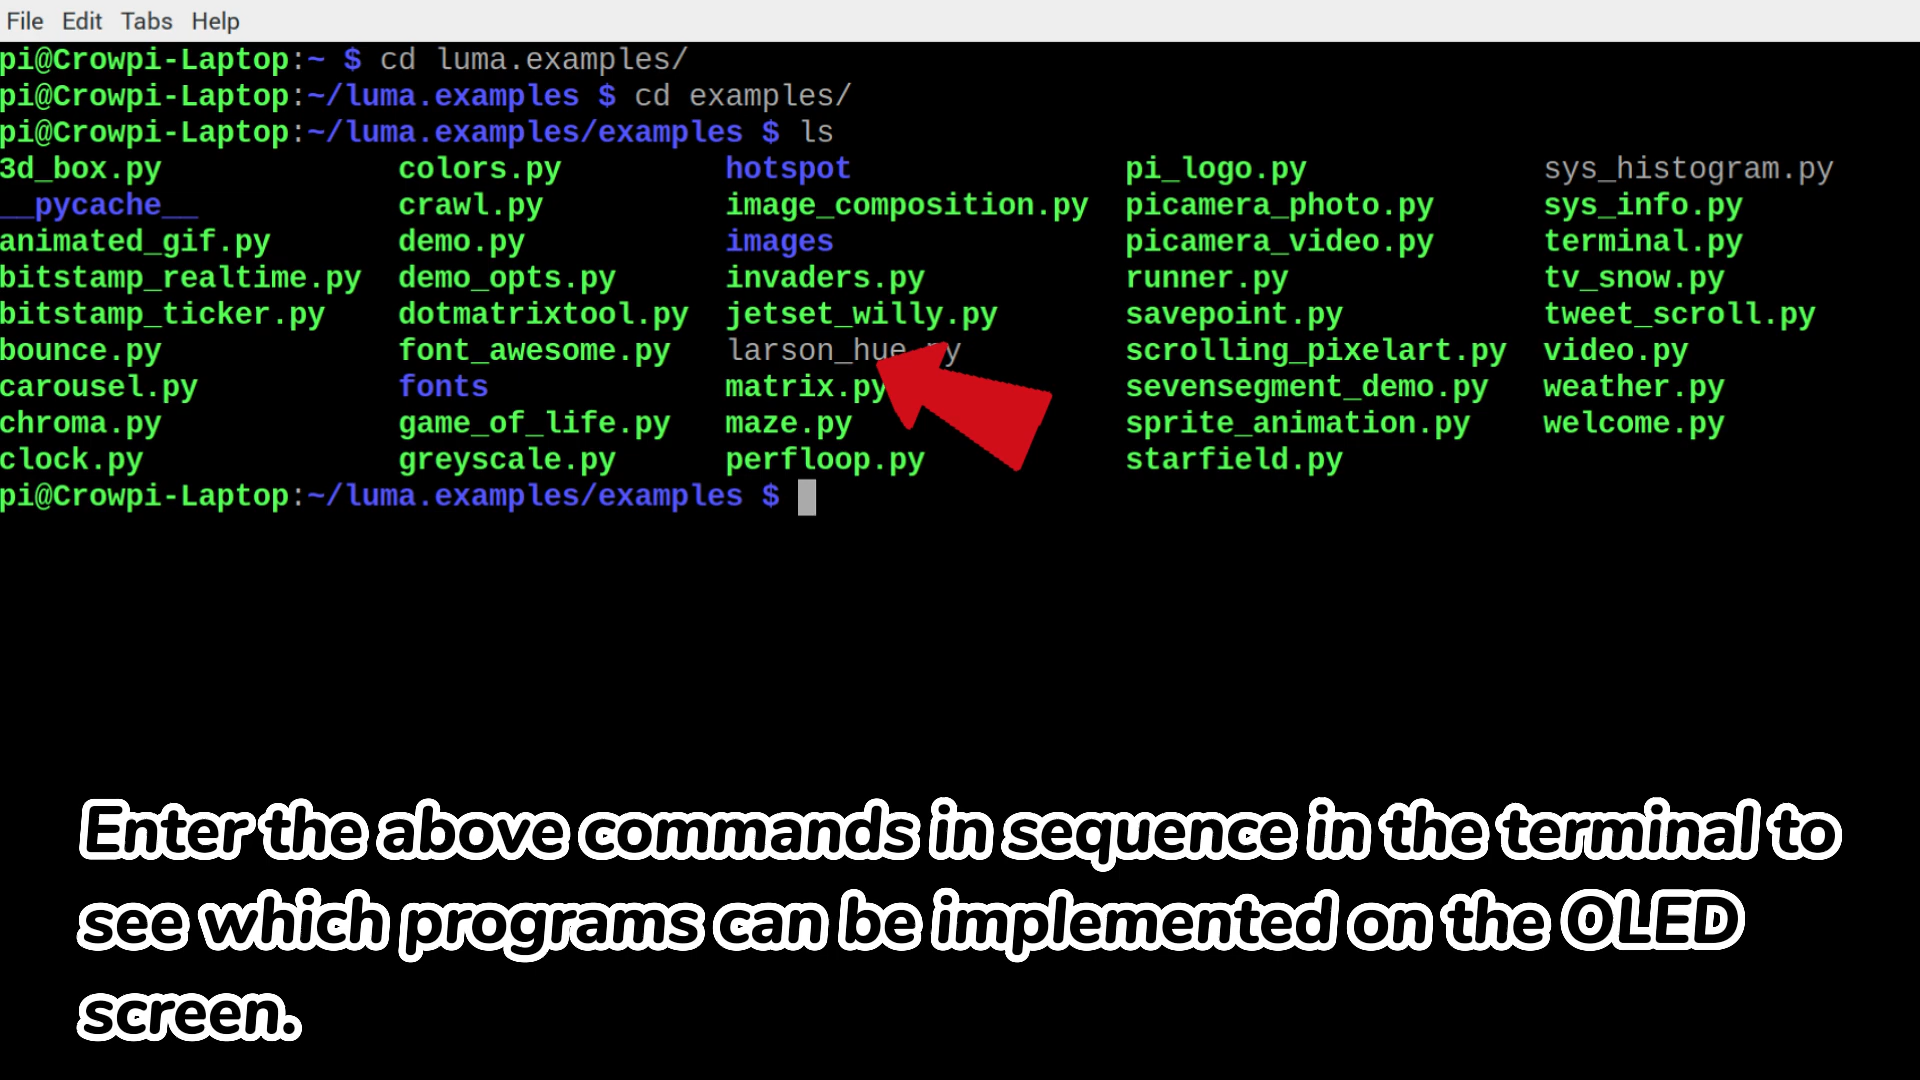 File Edit Tabs Help
pi@Crowpi-Laptop:~ $ cd luma.examples/
pi@Crowpi-Laptop:~/luma.examples $ cd examples/
pi@Crowpi-Laptop:~/luma.examples/examples $ ls
3d_box.py colors.py hotspot pi_logo.py sys_histogram.py
__pycache__ crawl.py image_composition.py picamera_photo.py sys_info.py
animated_gif.py demo.py images picamera_video.py terminal.py
bitstamp_realtime.py demo_opts.py invaders.py runner.py tv_snow.py
bitstamp_ticker.py dotmatrixtool.py jetset_willy.py savepoint.py tweet_scroll.py
bounce.py font_awesome.py larson_hue.py scrolling_pixelart.py video.py
carousel.py fonts matrix.py sevensegment_demo.py weather.py
chroma.py game_of_life.py maze.py sprite_animation.py welcome.py
clock.py greyscale.py perfloop.py starfield.py
pi@Crowpi-Laptop:~/luma.examples/examples $
Enter the above commands in sequence in the terminal to
see which programs can be implemented on the OLED
screen.